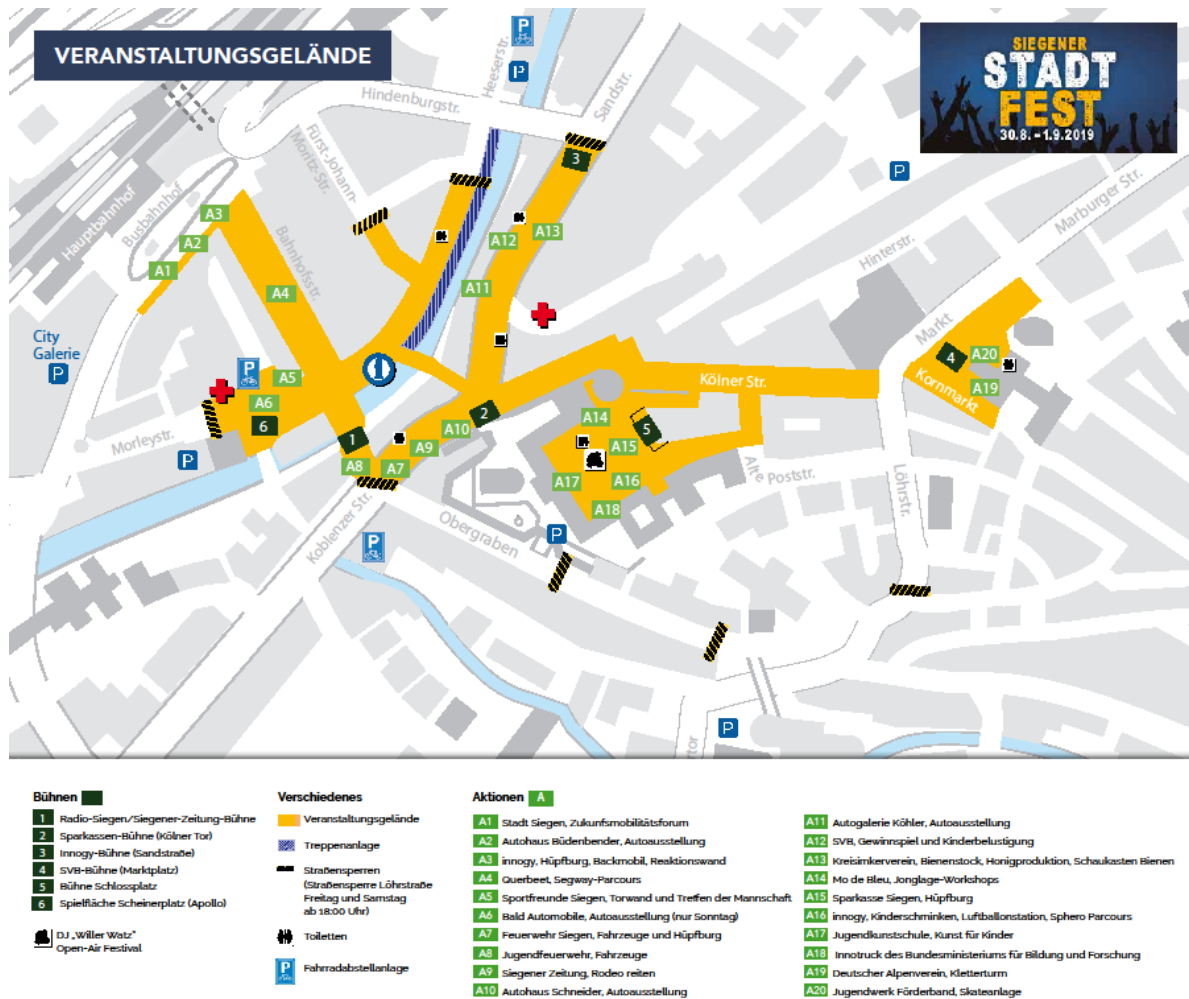 VERANSTALTUNGSGELÄNDE
SIEGENER
STADT
FEST
30.8. – 1.9.2019
P
P
Heeserstr.
Sandstr.
Hindenburgstr.
Fürst-Johann-
Moritz-Str.
3
P
Marburger Str.
Hauptbahnhof
Busbahnhof
A3
A2
A1
Bahnhofsstr.
A4
A12
A13
A11
Hinterstr.
Markt
City
Galerie
P
P
A5
A6
6
1
4
A20
A19
Kornmarkt
Kölner Str.
2
A10
A9
A8
A7
1
A14
5
A15
A16
A17
A18
Morleystr.
P
Alte Poststr.
Löhrstr.
Koblenzer Str.
Obergraben
P
P
P
tor
Bühnen
1 Radio-Siegen/Siegener-Zeitung-Bühne
2 Sparkassen-Bühne (Kölner Tor)
3 Innogy-Bühne (Sandstraße)
4 SVB-Bühne (Marktplatz)
5 Bühne Schlossplatz
6 Spielfläche Scheinerplatz (Apollo)
DJ „Willer Watz“
Open-Air Festival
Verschiedenes
Veranstaltungsgelände
Treppenanlage
Straßensperren
(Straßensperre Löhrstraße
Freitag und Samstag
ab 18:00 Uhr)
Toiletten
P Fahrradabstellanlage
Aktionen A
A1 Stadt Siegen, Zukunfsmobilitätsforum
A2 Autohaus Büdenbender, Autoausstellung
A3 innogy, Hüpfburg, Backmobil, Reaktionswand
A4 Querbeet, Segway-Parcours
A5 Sportfreunde Siegen, Torwand und Treffen der Mannschaft
A6 Bald Automobile, Autoausstellung (nur Sonntag)
A7 Feuerwehr Siegen, Fahrzeuge und Hüpfburg
A8 Jugendfeuerwehr, Fahrzeuge
A9 Siegener Zeitung, Rodeo reiten
A10 Autohaus Schneider, Autoausstellung
A11 Autogalerie Köhler, Autoausstellung
A12 SVB, Gewinnspiel und Kinderbelustigung
A13 Kreisimkerverein, Bienenstock, Honigproduktion, Schaukasten Bienen
A14 Mo de Bleu, Jonglage-Workshops
A15 Sparkasse Siegen, Hüpfburg
A16 innogy, Kinderschminken, Luftballonstation, Sphero Parcours
A17 Jugendkunstschule, Kunst für Kinder
A18 Innotruck des Bundesministeriums für Bildung und Forschung
A19 Deutscher Alpenverein, Kletterturm
A20 Jugendwerk Förderband, Skateanlage